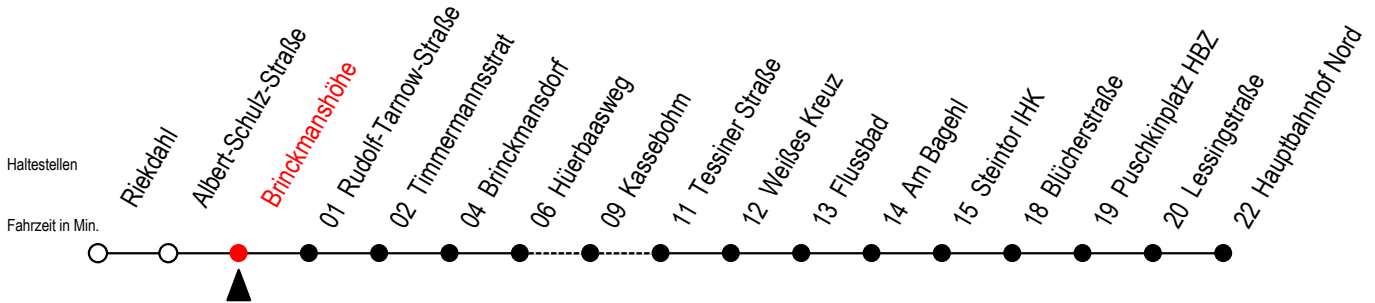 Haltestellen
Fahrzeit in Min.
Riekdahl
Albert-Schulz-Straße
Brinckmanshöhe
01 Rudolf-Tarnow-Straße
02 Timmermannsstrat
04 Brinckmansdorf
06 Hüerbaasweg
09 Kassebohm
11 Tessiner Straße
12 Weißes Kreuz
13 Flussbad
14 Am Bagehl
15 Steintor IHK
18 Blücherstraße
19 Puschkinplatz HBZ
20 Lessingstraße
22 Hauptbahnhof Nord